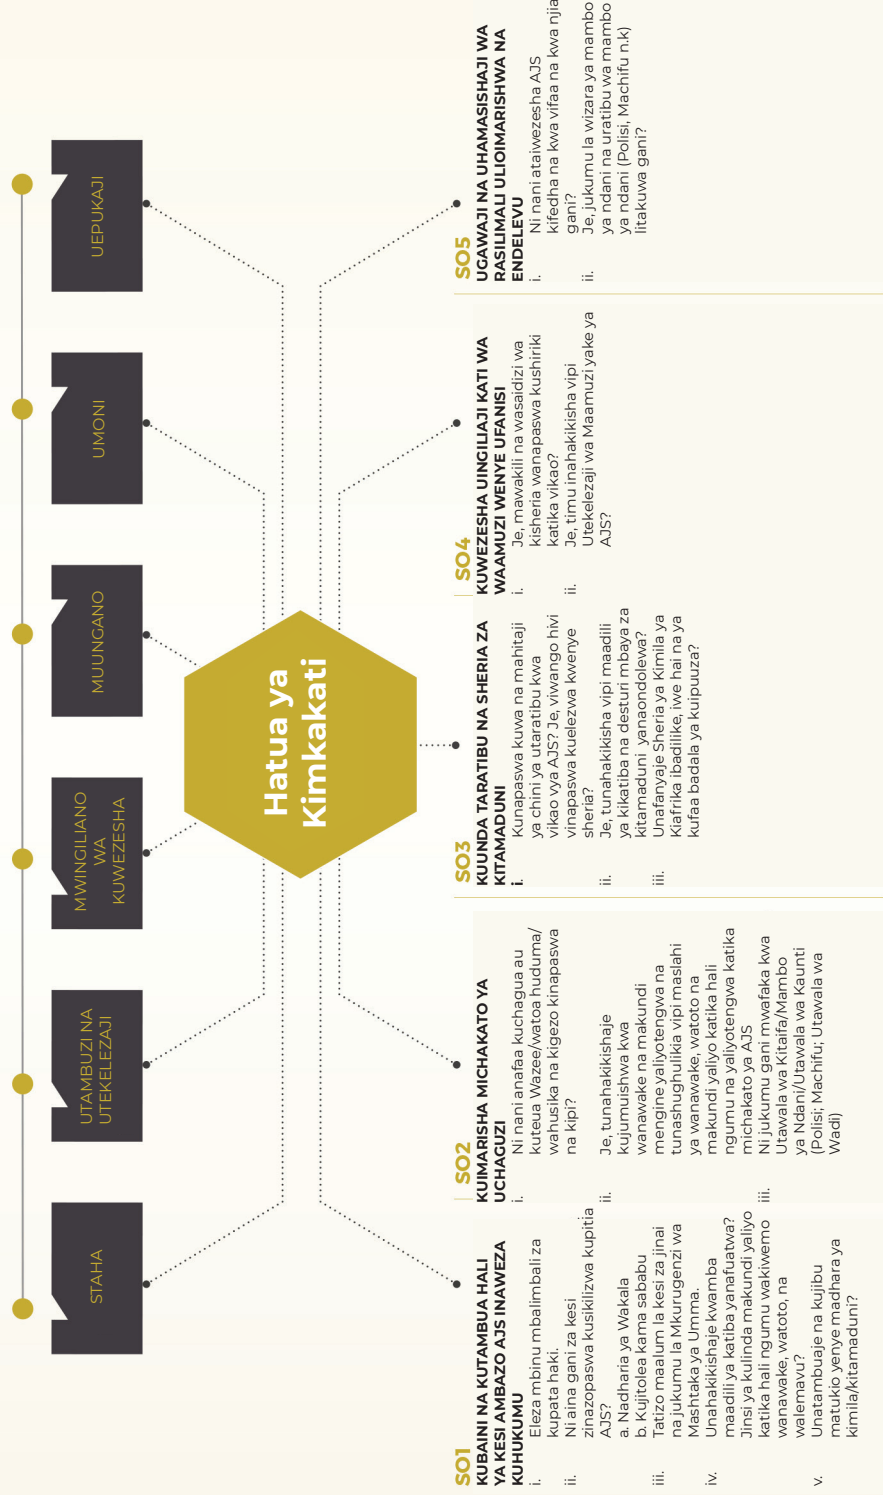 STAHA
UTAMBUZI NA
UTEKELEZAJI
MWINGILIANO
WA
KUWEZESHA
MUUNGANO
UMONI
UEPUKAJI
Hatua ya
Kimkakati
SO1
KUBAINI NA KUTAMBUA HALI
YA KESI AMBAZO AJS INAWEZA
KUHUKUMU
i. Eleza mbinu mbalimbali za
kupata haki.
ii. Ni aina gani za kesi
zinazopaswa kusikilizwa kupitia
AJS?
a. Nadharia ya Wakala
b. Kujitolea kama sababu
iii. Tatizo maalum la kesi za jinai
na jukumu la Mkurugenzi wa
Mashtaka ya Umma.
iv. Unahakikishaje kwamba
maadili ya katiba yanafuatwa?
Jinsi ya kulinda makundi yaliyo
katika hali ngumu wakiwemo
wanawake, watoto, na
walemavu?
v. Unatambuaje na kujibu
matukio yenye madhara ya
kimila/kitamaduni?
SO2
KUIMARISHA MICHAKATO YA
UCHAGUZI
i. Ni nani anafaa kuchagua au
kuteua Wazee/watoa huduma/
wahusika na kigezo kinapaswa
na kipi?
ii. Je, tunahakikishaje
kujumuishwa kwa
wanawake na makundi
mengine yaliyotengwa na
tunashughulikia vipi maslahi
ya wanawake, watoto na
makundi yaliyo katika hali
ngumu na yaliyotengwa katika
michakato ya AJS
iii. Ni jukumu gani mwafaka kwa
Utawala wa Kitaifa/Mambo
ya Ndani/Utawala wa Kaunti
(Polisi; Machifu; Utawala wa
Wadi)
SO3
KUUNDA TARATIBU NA SHERIA ZA
KITAMADUNI
i. Kunapaswa kuwa na mahitaji
ya chini ya utaratibu kwa
vikao vya AJS? Je, viwango hivi
vinapaswa kuelezwa kwenye
sheria?
ii. Je, tunahakikisha vipi maadili
ya kikatiba na desturi mbaya za
kitamaduni yanaondolewa?
iii. Unafanyaje Sheria ya Kimila ya
Kiafrika ibadilike, iwe hai na ya
kufaa badala ya kuipuuza?
SO4
KUWEZESHA UINGILIAJI KATI WA
WAAMUZI WENYE UFANISI
i. Je, mawakili na wasaidizi wa
kisheria wanapaswa kushiriki
katika vikao?
ii. Je, timu inahakikisha vipi
Utekelezaji wa Maamuzi yake ya
AJS?
SO5
UGAWAJI NA UHAMASISHAJI WA
RASILIMALI ULIOIMARISHWA NA
ENDELEVU
i. Ni nani ataiwezesha AJS
kifedha na kwa vifaa na kwa njia
gani?
ii. Je, jukumu la wizara ya mambo
ya ndani na uratibu wa mambo
ya ndani (Polisi, Machifu n.k)
litakuwa gani?